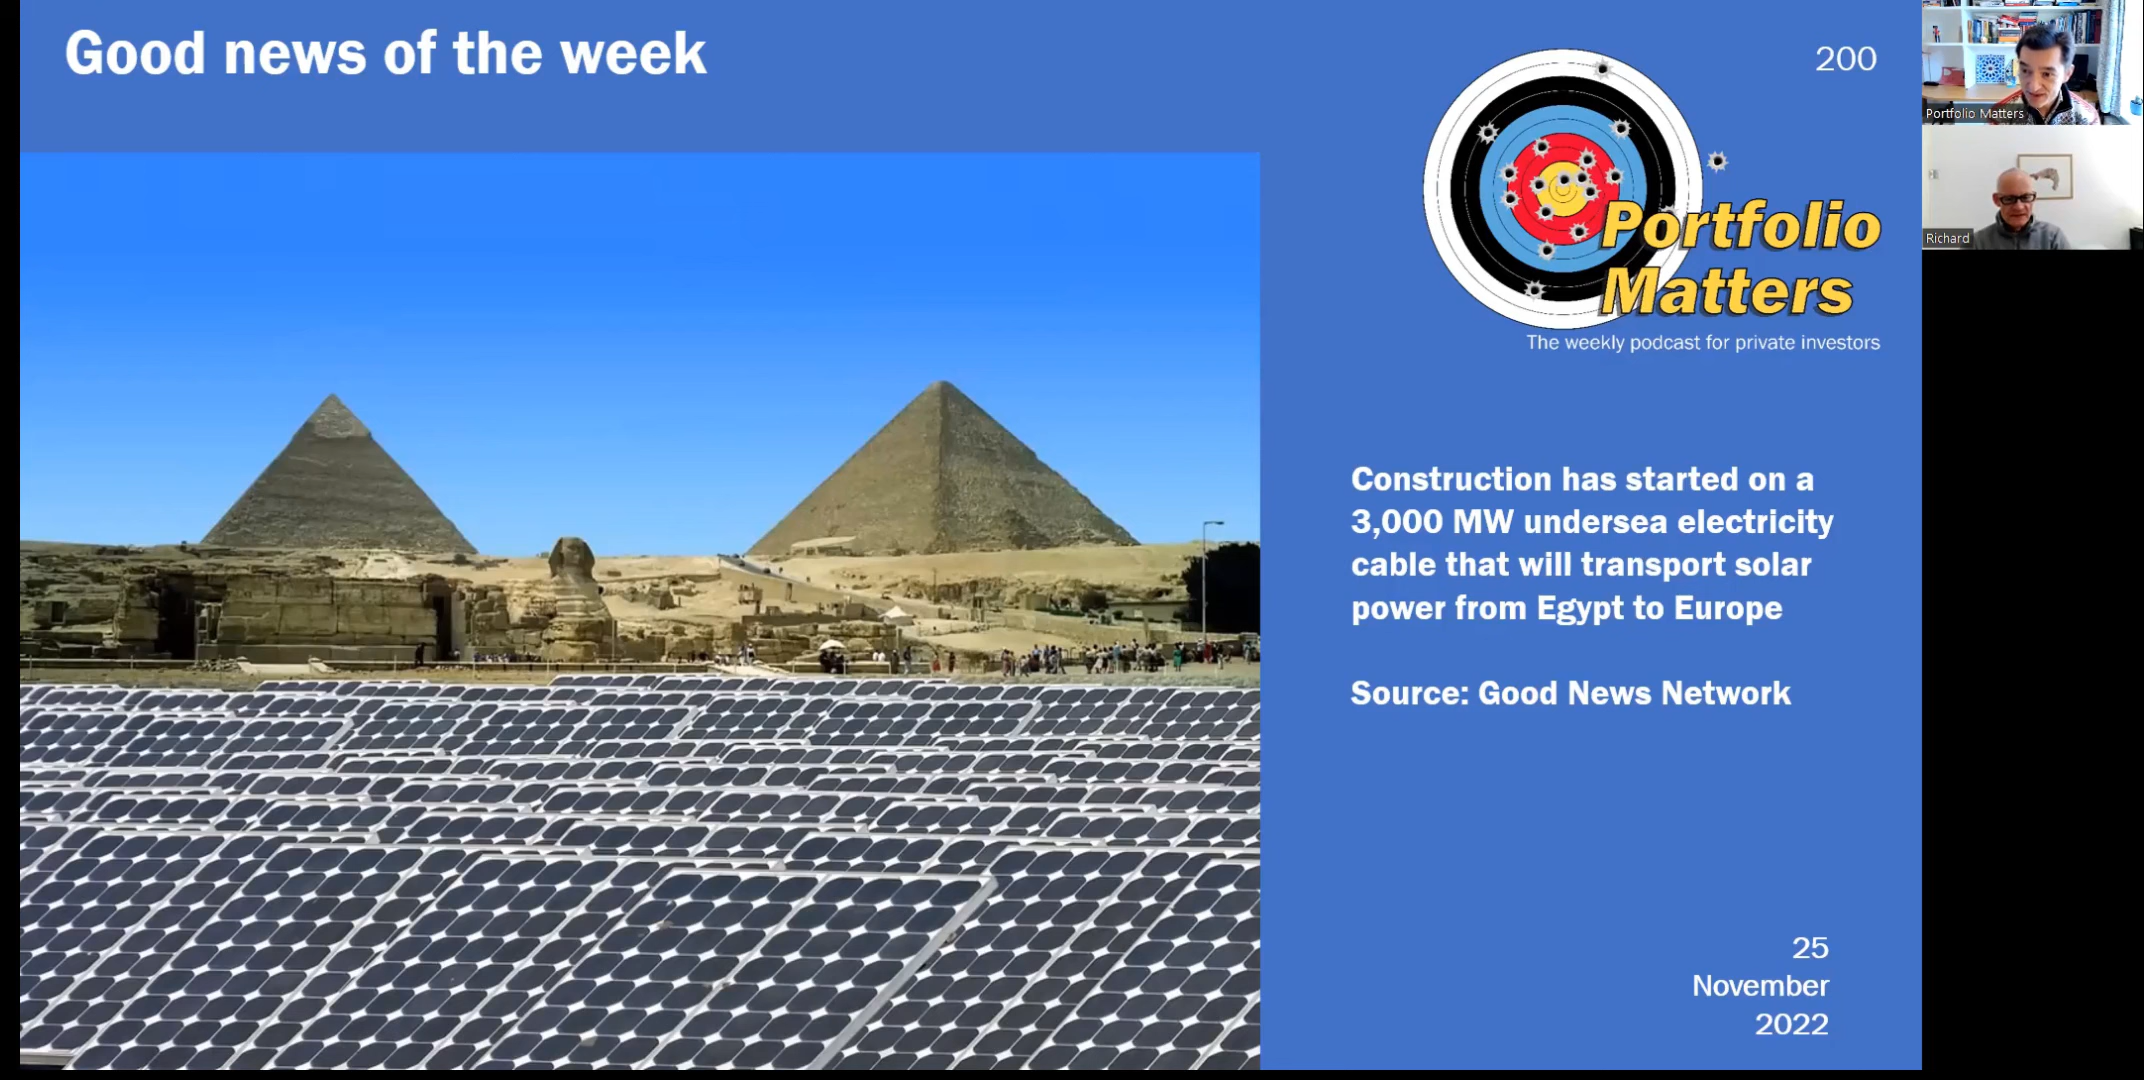 Good news of the week
200
Portfolio
Matters
The weekly podcast for private investors
Construction has started on a
3,000 MW undersea electricity
cable that will transport solar
power from Egypt to Europe
Source: Good News Network
25
November
2022
Portfolio Matters
Richard